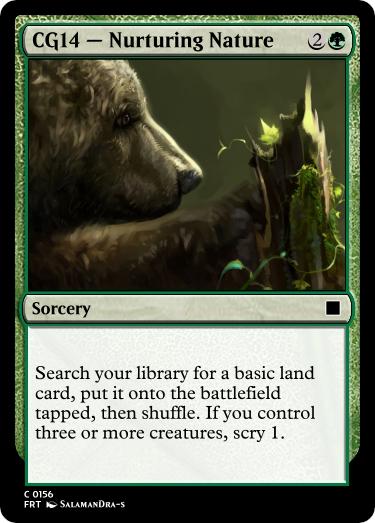 CG14 — Nurturing Nature 2
Sorcery
Search your library for a basic land
card, put it onto the battlefield
tapped, then shuffle. If you control
three or more creatures, scry 1.
C 0156
FRT SALAMANDRA-S